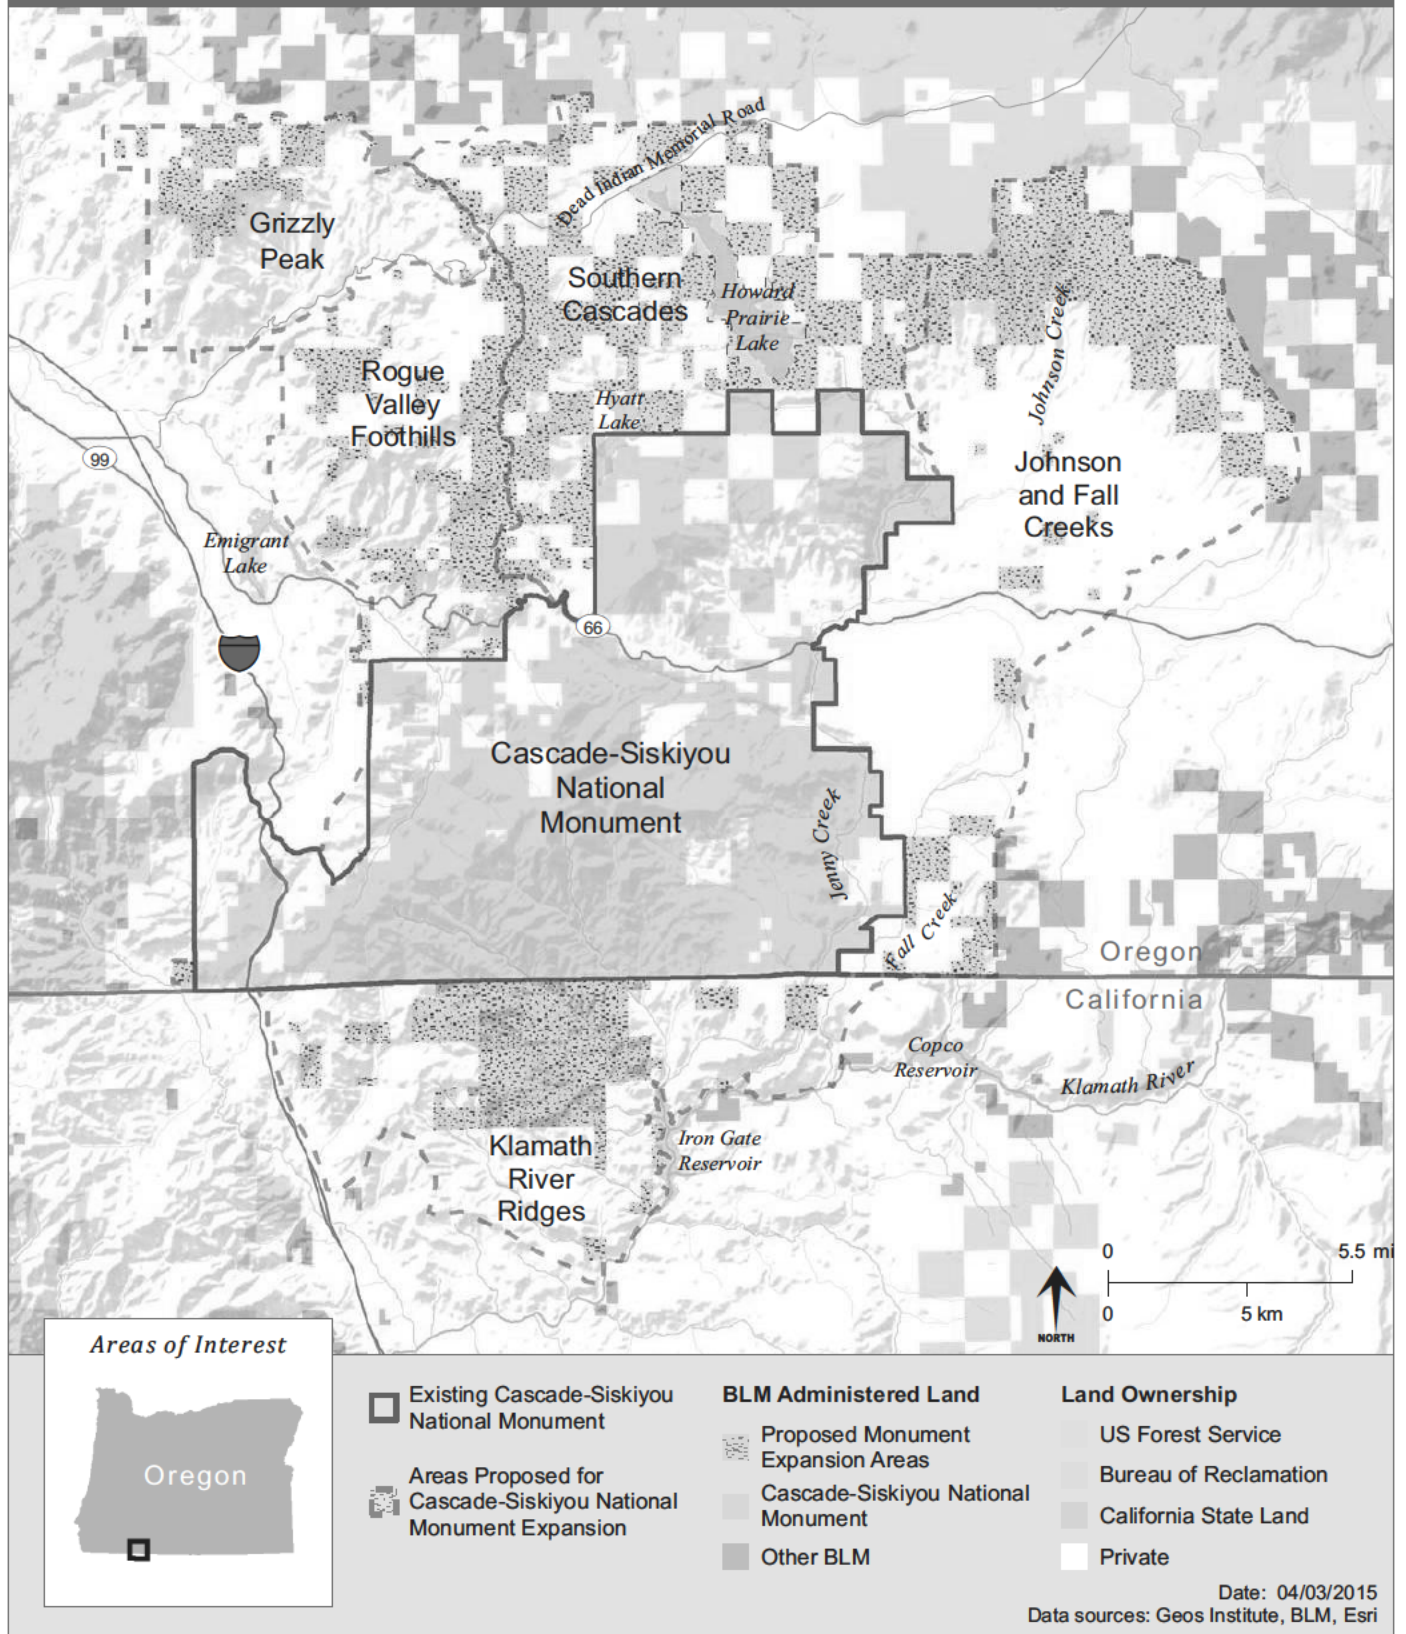 Dead Indian Memorial Road
Grizzly
Peak
Southern
Cascades
Howard
Prairie
Lake
Johnson Creek
Rogue
Valley
Foothills
Hyatt
Lake
99
Johnson
and Fall
Creeks
Emigrant
Lake
66
Cascade-Siskiyou
National
Monument
Jenny Creek
Fall Creek
Oregon
California
Copco
Reservoir
Klamath River
Iron Gate
Reservoir
Klamath
River
Ridges
0
5.5 mi
0
5 km
NORTH
Areas of Interest
Oregon
Existing Cascade-Siskiyou
National Monument
Areas Proposed for
Cascade-Siskiyou National
Monument Expansion
BLM Administered Land
Proposed Monument
Expansion Areas
Cascade-Siskiyou National
Monument
Other BLM
Land Ownership
US Forest Service
Bureau of Reclamation
California State Land
Private
Date: 04/03/2015
Data sources: Geos Institute, BLM, Esri